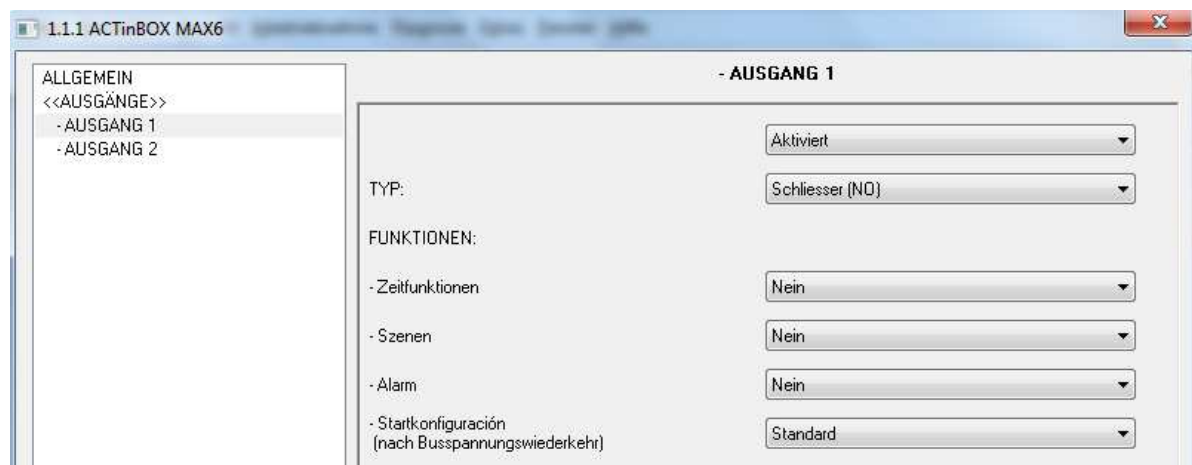 1.1.1 ACTinBOX MAX6
ALLGEMEIN
<<AUSGÄNGE>>
- AUSGANG 1
- AUSGANG 2
- AUSGANG 1
Aktiviert
TYP:
Schliesser (NO)
FUNKTIONEN:
- Zeitfunktionen
Nein
- Szenen
Nein
- Alarm
Nein
- Startkonfiguración
(nach Busspannungswiederkehr)
Standard